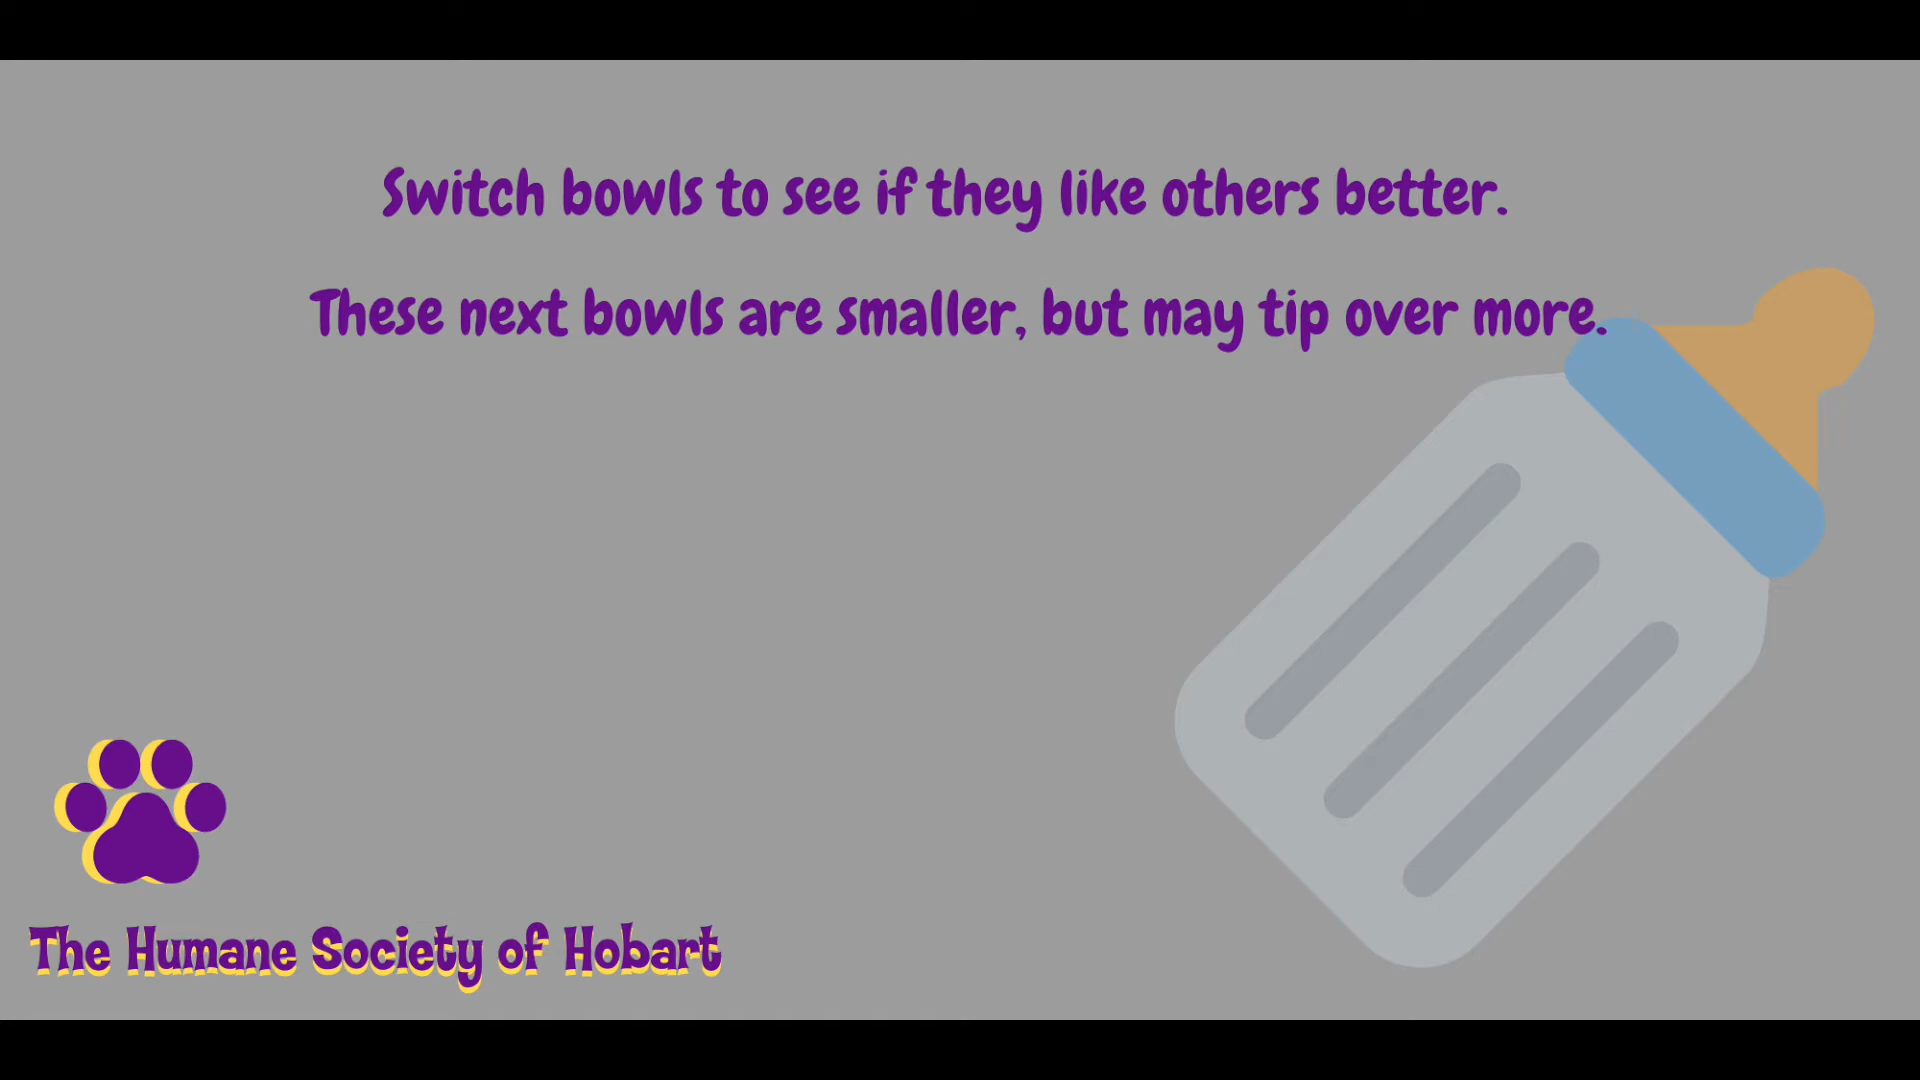 Switch bowls to see if they like others better.
These next bowls are smaller, but may tip over more.
The Humane Society of Hobart